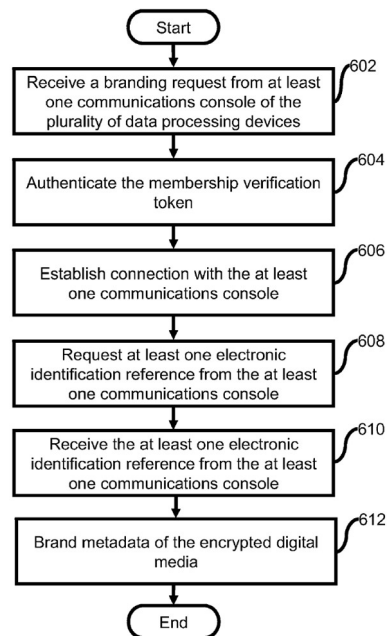 Start
602
Receive a branding request from at least
one communications console of the
plurality of data processing devices
604
Authenticate the membership verification
token
606
Establish connection with the at least
one communications console
608
Request at least one electronic
identification reference from the at least
one communications console
610
Receive the at least one electronic
identification reference from the at least
one communications console
612
Brand metadata of the encrypted digital
media
End